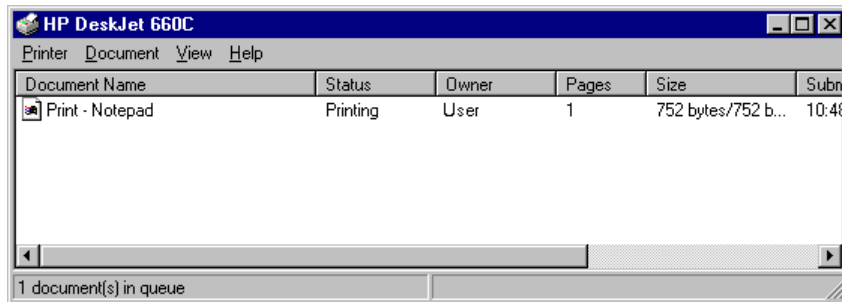 HP DeskJet 660C
Printer Document View Help
Document Name Status Owner Pages Size Subm
Print - Notepad Printing User 1 752 bytes/752 b... 10:48
1 document(s) in queue